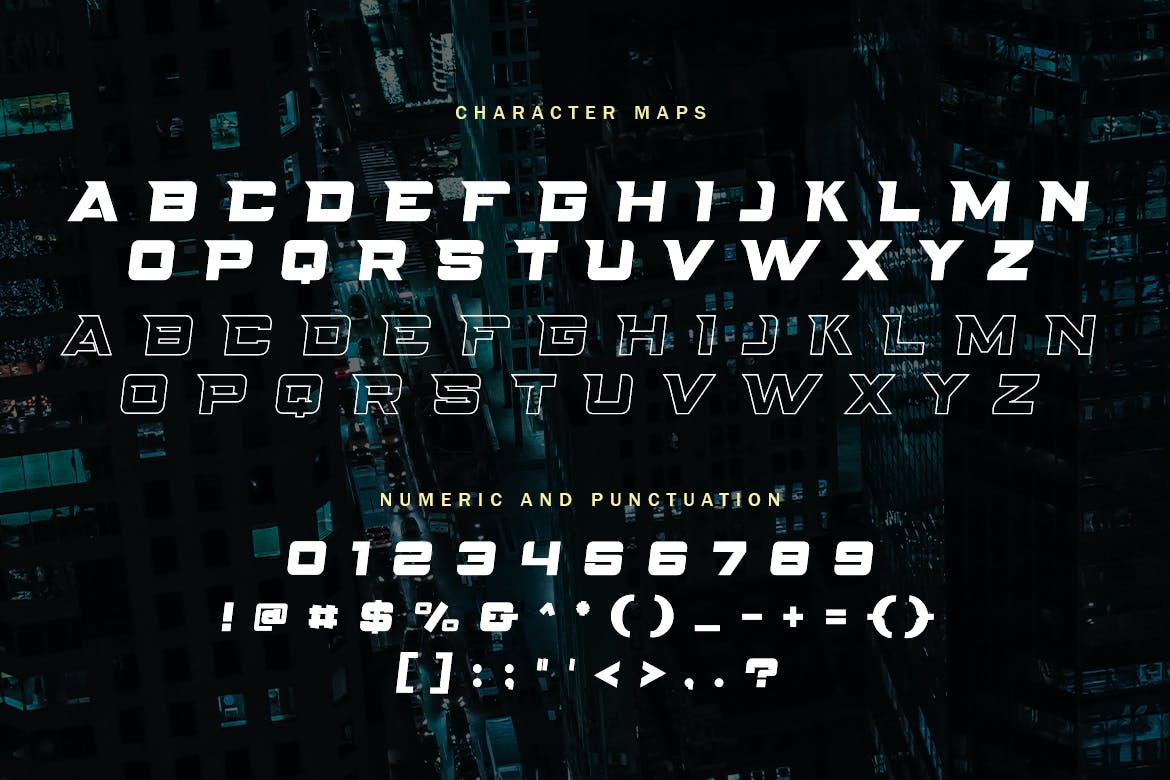 CHARACTER MAPS
A B C D E F G H I J K L M N
O P Q R S T U V W X Y Z
A B C D E F G H I J K L M N
O P Q R S T U V W X Y Z
NUMERIC AND PUNCTUATION
0 1 2 3 4 5 6 7 8 9
! @ # $ % & ^ * ( ) _ - + = { }
[ ] : ; " ' < > , . ?